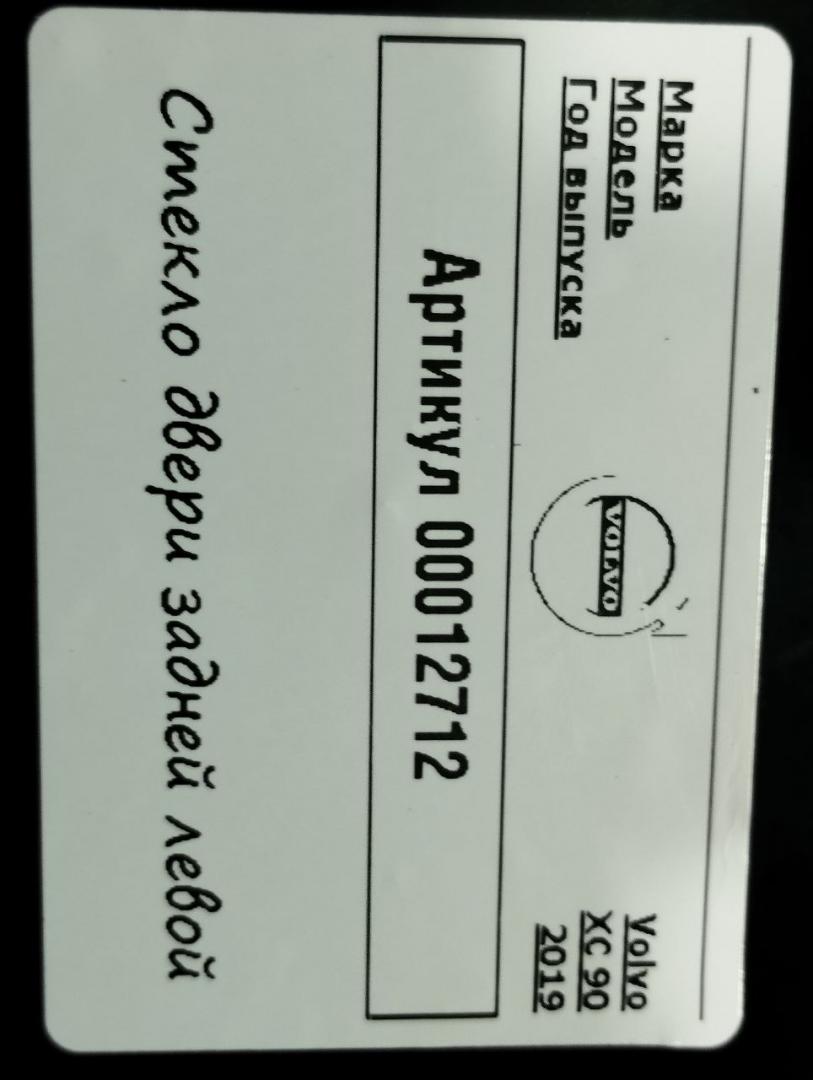 Марка Volvo
Модель XC 90
Год выпуска 2019
VOLVO
Артикул 00012712
Стекло двери задней левой